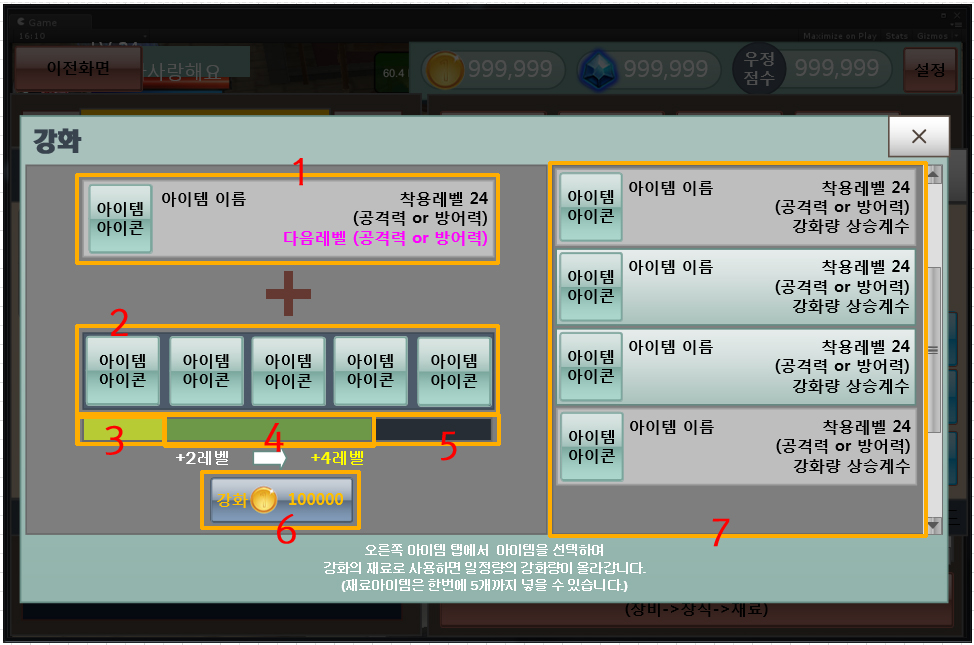 Game
16:10
Maximize on Play Stats Gizmos
이전화면
사랑해요
60.4
999,999
999,999
우정
점수
999,999
설정
강화
×
1
아이템
아이콘
아이템 이름
착용레벨 24
(공격력 or 방어력)
다음레벨 (공격력 or 방어력)
2
아이템
아이콘
아이템
아이콘
아이템
아이콘
아이템
아이콘
아이템
아이콘
3
4
5
+2레벨
+4레벨
강화
100000
6
아이템
아이콘
아이템 이름
착용레벨 24
(공격력 or 방어력)
강화량 상승계수
아이템
아이콘
아이템 이름
착용레벨 24
(공격력 or 방어력)
강화량 상승계수
아이템
아이콘
아이템 이름
착용레벨 24
(공격력 or 방어력)
강화량 상승계수
아이템
아이콘
아이템 이름
착용레벨 24
(공격력 or 방어력)
강화량 상승계수
7
오른쪽 아이템 탭에서 아이템을 선택하여
강화의 재료로 사용하면 일정량의 강화량이 올라갑니다.
(재료아이템은 한번에 5개까지 넣을 수 있습니다.)
(장비->장식->재료)